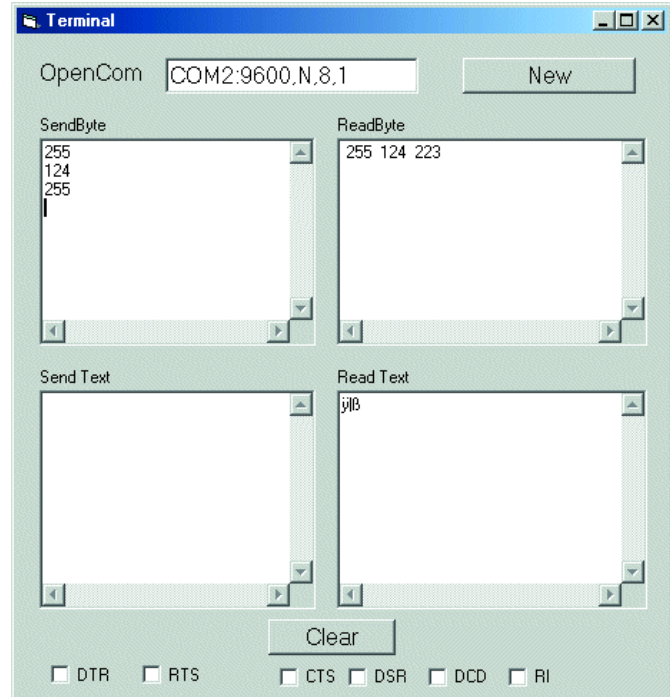 Terminal
OpenCom COM2:9600,N,8,1 New
SendByte ReadByte
255 255 124 223
124
255
Send Text Read Text
ÿ|ß
Clear
DTR RTS CTS DSR DCD RI